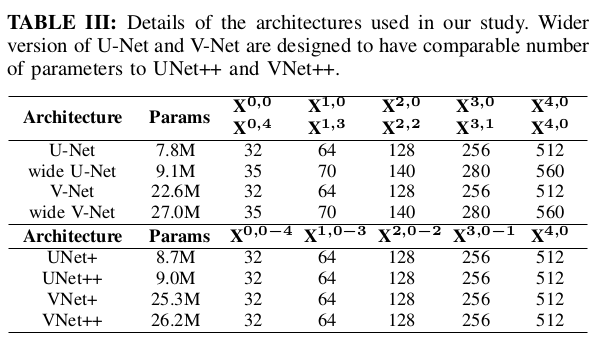 TABLE III: Details of the architectures used in our study. Wider
version of U-Net and V-Net are designed to have comparable number
of parameters to UNet++ and VNet++.
Architecture Params X^{0,0} X^{1,0} X^{2,0} X^{3,0} X^{4,0}
X^{0,4} X^{1,3} X^{2,2} X^{3,1} X^{4,0}
U-Net 7.8M 32 64 128 256 512
wide U-Net 9.1M 35 70 140 280 560
V-Net 22.6M 32 64 128 256 512
wide V-Net 27.0M 35 70 140 280 560
Architecture Params X^{0,0−4} X^{1,0−3} X^{2,0−2} X^{3,0−1} X^{4,0}
UNet+ 8.7M 32 64 128 256 512
UNet++ 9.0M 32 64 128 256 512
VNet+ 25.3M 32 64 128 256 512
VNet++ 26.2M 32 64 128 256 512